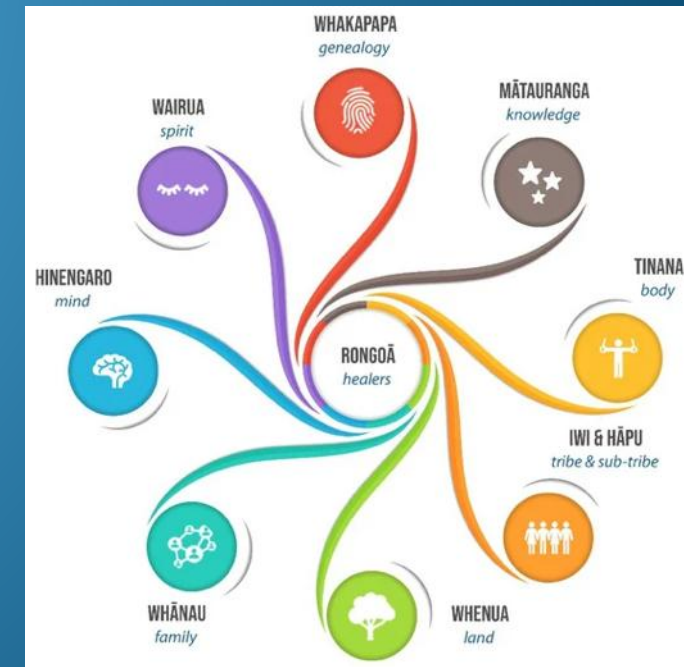 WHAKAPAPA
genealogy
MĀTAURANGA
knowledge
WAIRUA
spirit
TINANA
body
HINENGARO
mind
RONGOĀ
healers
IWI & HĀPU
tribe & sub-tribe
WHĀNAU
family
WHENUA
land